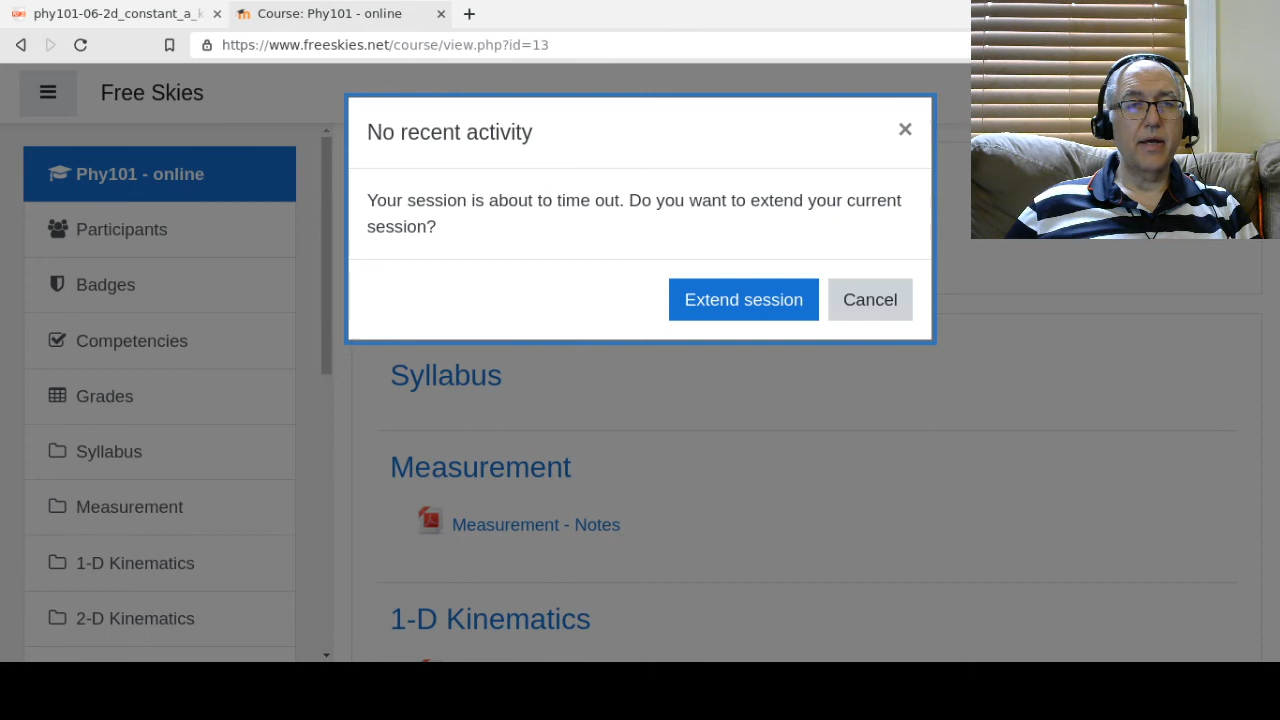 phy101-06-2d_constant_a_k
Course: Phy101 - online
https://www.freeskies.net/course/view.php?id=13
Free Skies
No recent activity
Your session is about to time out. Do you want to extend your current
session?
Extend session
Cancel
Phy101 - online
Participants
Badges
Competencies
Grades
Syllabus
Measurement
1-D Kinematics
2-D Kinematics
Syllabus
Measurement
Measurement - Notes
1-D Kinematics